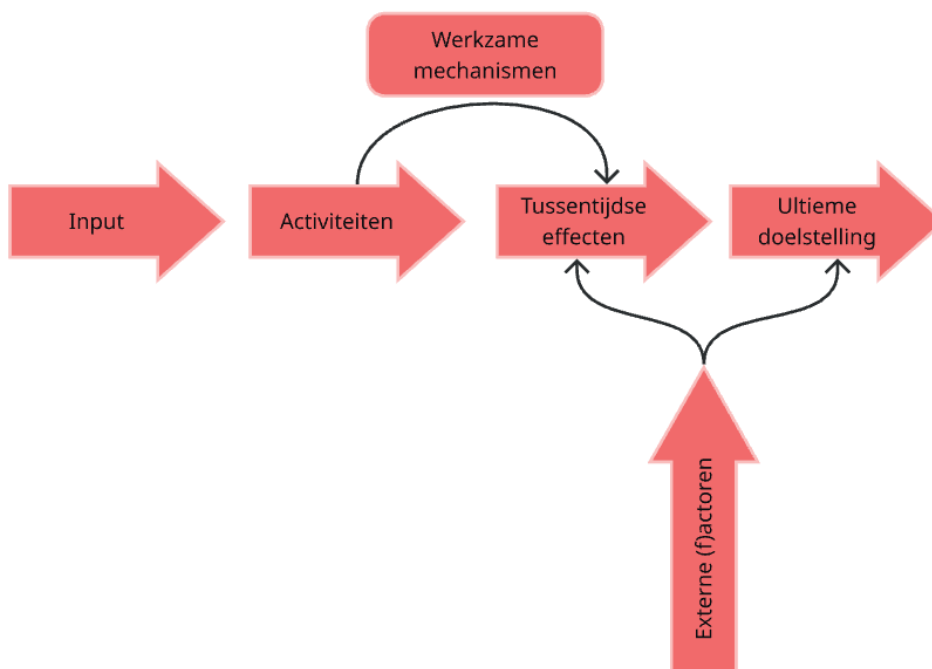 Werkzame
mechanismen
Input
Activiteiten
Tussentijdse
effecten
Ultieme
doelstelling
Externe (f)actoren